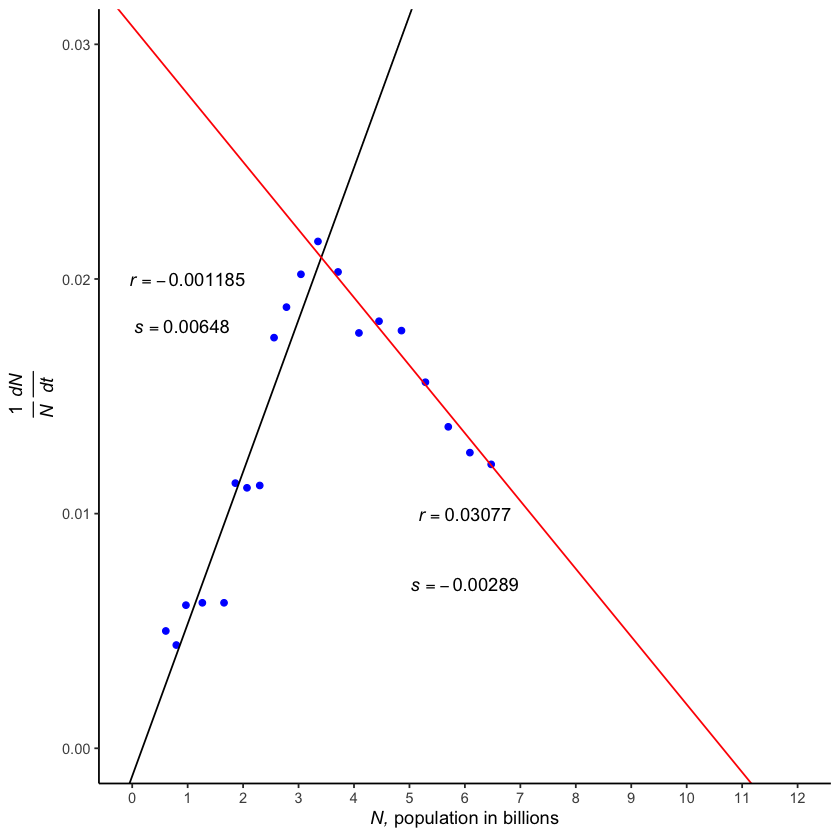 0.03
0.02
0.01
0.00
1 dN
N dt
r = −0.001185
s = 0.00648
r = 0.03077
s = −0.00289
0 1 2 3 4 5 6 7 8 9 10 11 12
N, population in billions